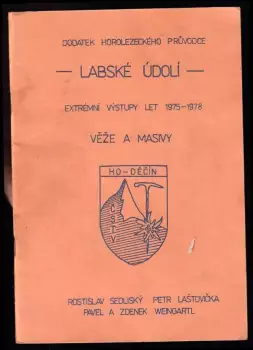 DODATEK HOROLEZECKÉHO PRŮVODCE
— LABSKÉ ÚDOLÍ —
EXTRÉMNÍ VÝSTUPY LET 1975-1978
VĚŽE A MASIVY
HO-DĚČÍN
ČSTV
ROSTISLAV SEDLISKÝ PETR LAŠTOVIČKA
PAVEL A ZDENEK WEINGARTL